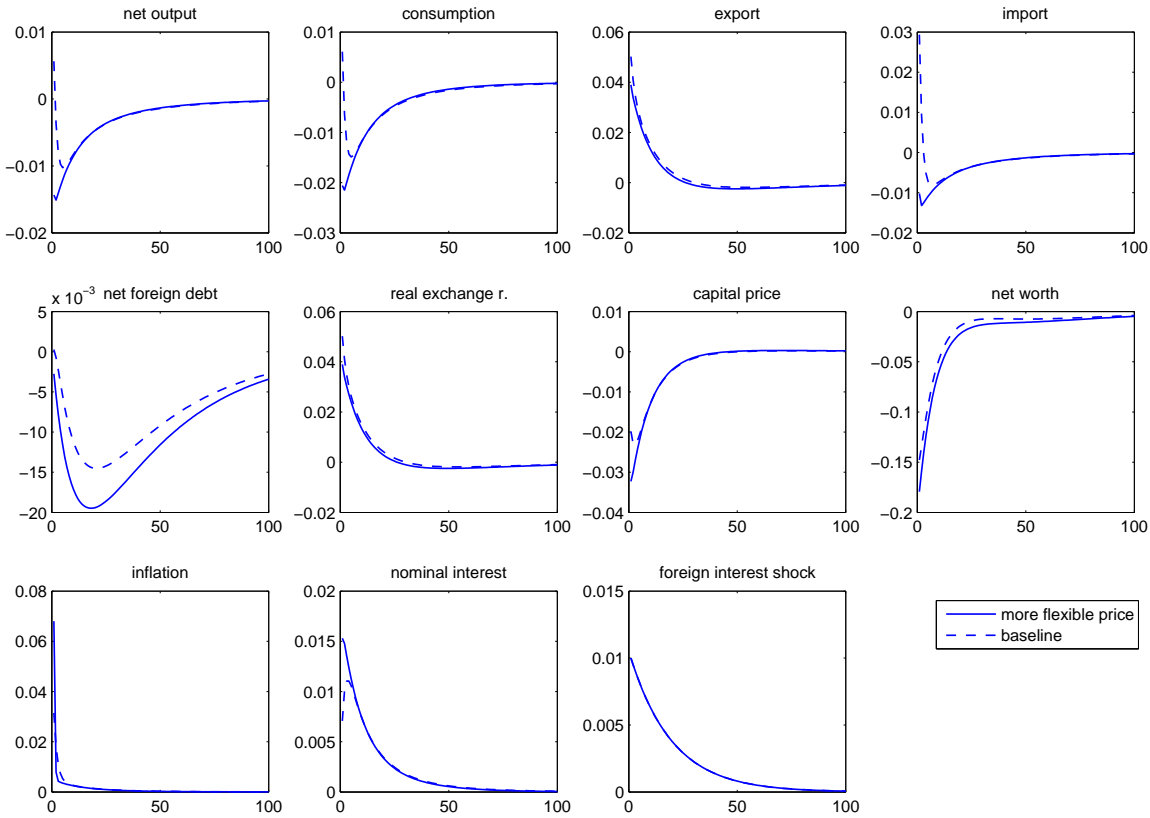 net output
consumption
export
import
0.01
0
−0.01
−0.02
0 50 100
0.01
0
−0.01
−0.02
−0.03
0 50 100
0.06
0.04
0.02
0
−0.02
0 50 100
0.03
0.02
0.01
0
−0.01
−0.02
0 50 100
x 10−3 net foreign debt
real exchange r.
capital price
net worth
5
0
−5
−10
−15
−20
0 50 100
0.06
0.04
0.02
0
−0.02
0 50 100
0.01
0
−0.01
−0.02
−0.03
−0.04
0 50 100
0
−0.05
−0.1
−0.15
−0.2
0 50 100
inflation
nominal interest
foreign interest shock
0.08
0.06
0.04
0.02
0
0 50 100
0.02
0.015
0.01
0.005
0
0 50 100
0.015
0.01
0.005
0
0 50 100
more flexible price
baseline